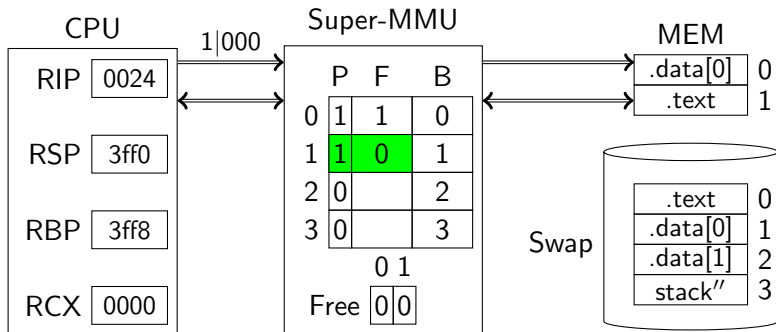 CPU
RIP 0024
RSP 3ff0
RBP 3ff8
RCX 0000
1|000
Super-MMU
P F B
0 1 1 0
1 1 0 1
2 0 2
3 0 3
0 1
Free 0 0
MEM
.data[0] 0
.text 1
Swap
.text 0
.data[0] 1
.data[1] 2
stack″ 3